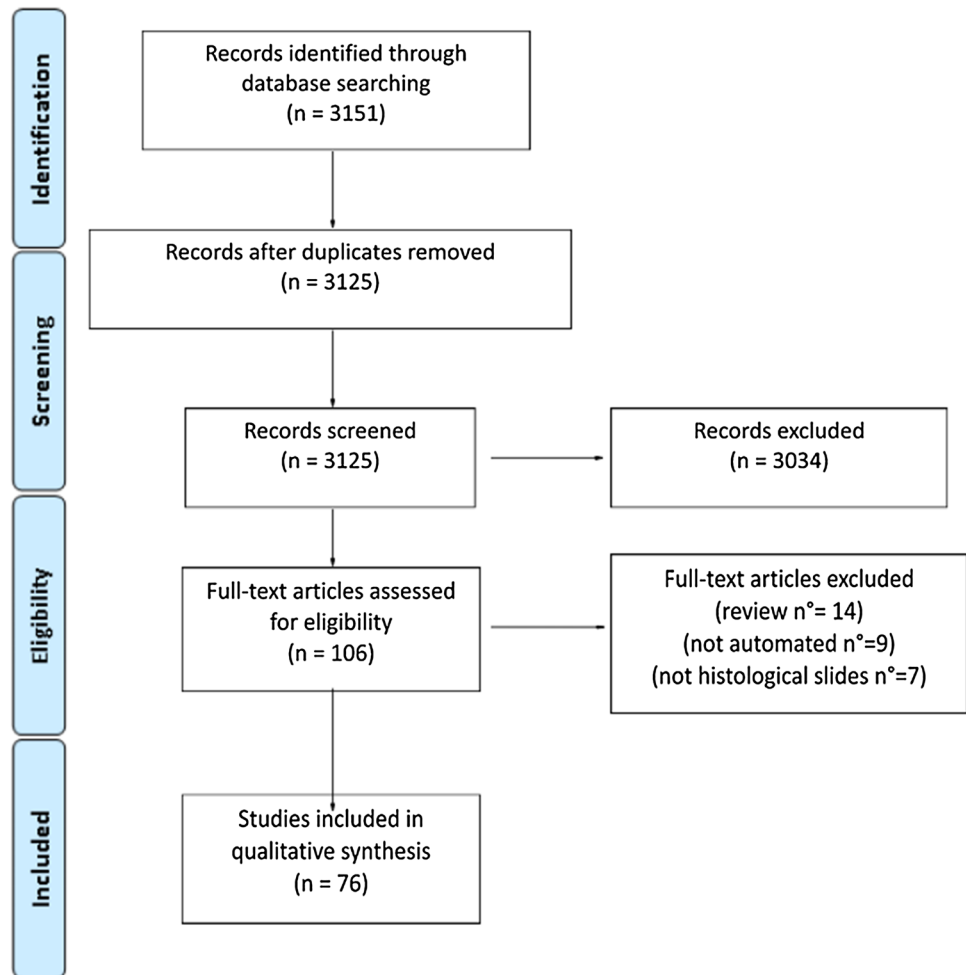 Identification
Records identified through
database searching
(n = 3151)
Records after duplicates removed
(n = 3125)
Screening
Records screened
(n = 3125)
Records excluded
(n = 3034)
Eligibility
Full-text articles assessed
for eligibility
(n = 106)
Full-text articles excluded
(review n°= 14)
(not automated n°=9)
(not histological slides n°=7)
Included
Studies included in
qualitative synthesis
(n = 76)